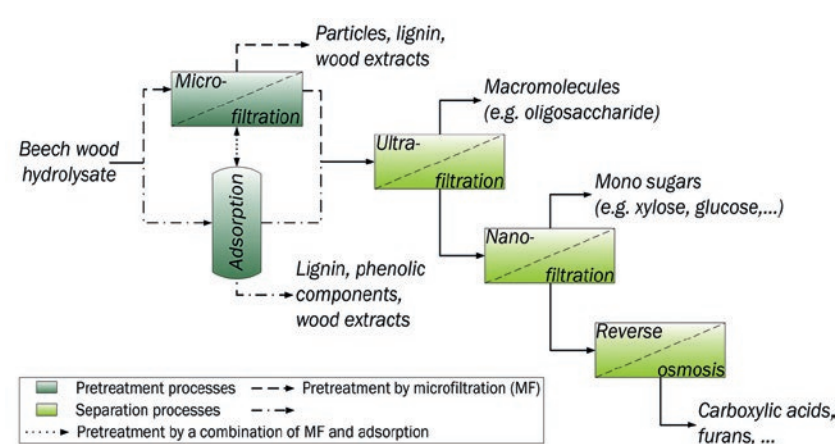 Particles, lignin,
wood extracts
Micro-
filtration
Macromolecules
(e.g. oligosaccharide)
Beech wood
hydrolysate
Ultra-
filtration
Adsorption
Mono sugars
(e.g. xylose, glucose,...)
Nano-
filtration
Lignin, phenolic
components,
wood extracts
Reverse
osmosis
Pretreatment processes
Pretreatment by microfiltration (MF)
Separation processes
Pretreatment by a combination of MF and adsorption
Carboxylic acids,
furans, ...